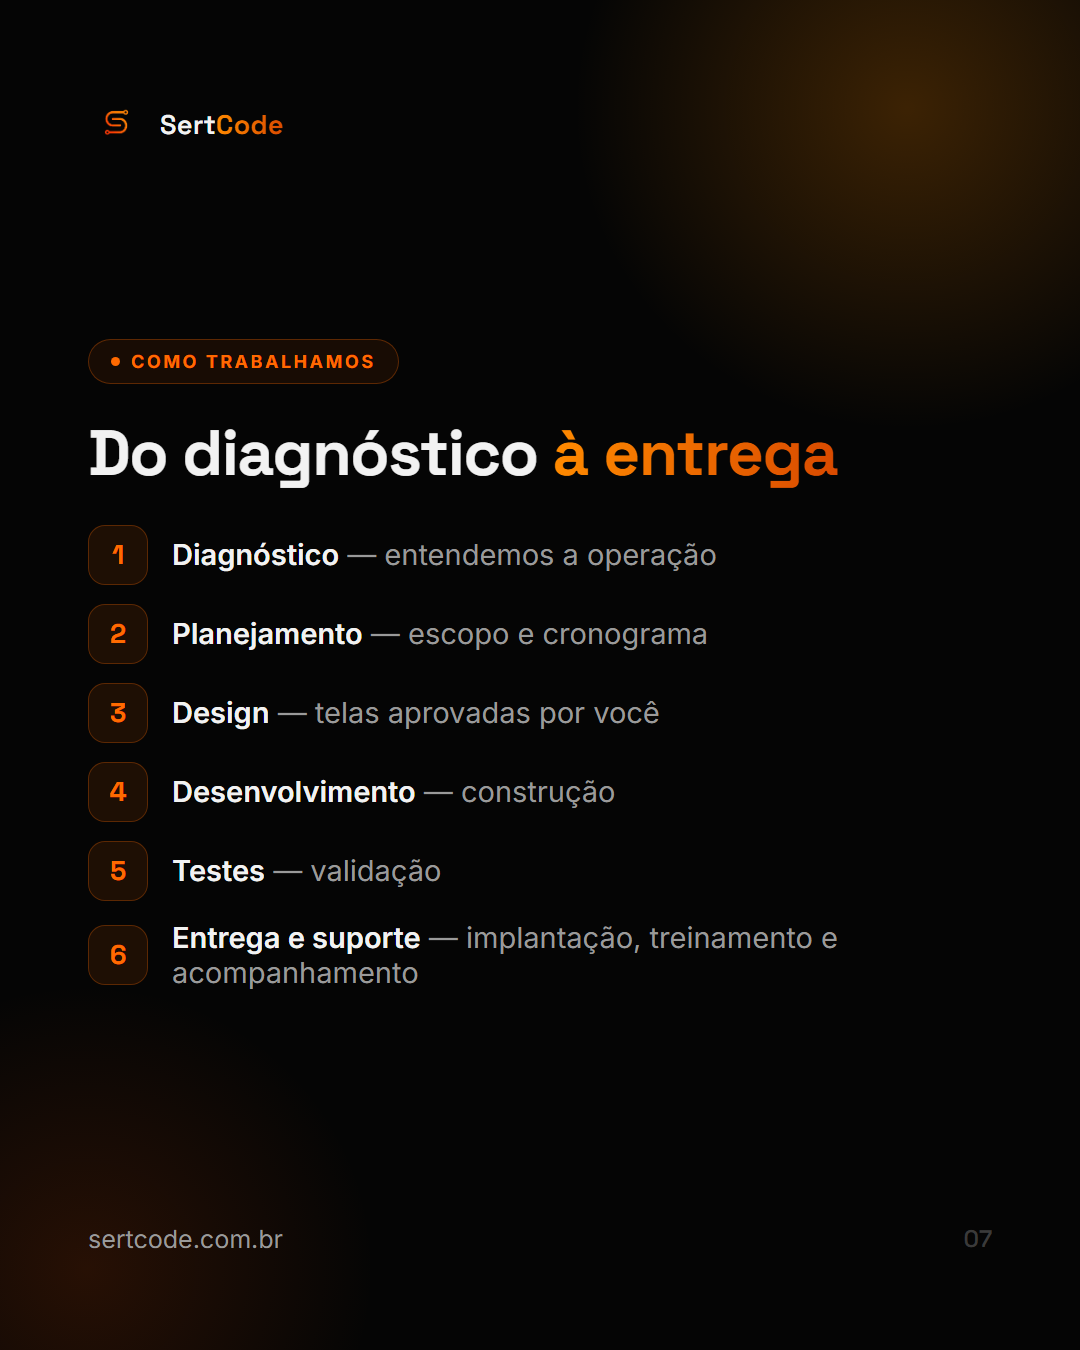 SertCode
COMO TRABALHAMOS
Do diagnóstico à entrega
1 Diagnóstico — entendemos a operação
2 Planejamento — escopo e cronograma
3 Design — telas aprovadas por você
4 Desenvolvimento — construção
5 Testes — validação
6 Entrega e suporte — implantação, treinamento e
acompanhamento
sertcode.com.br
07